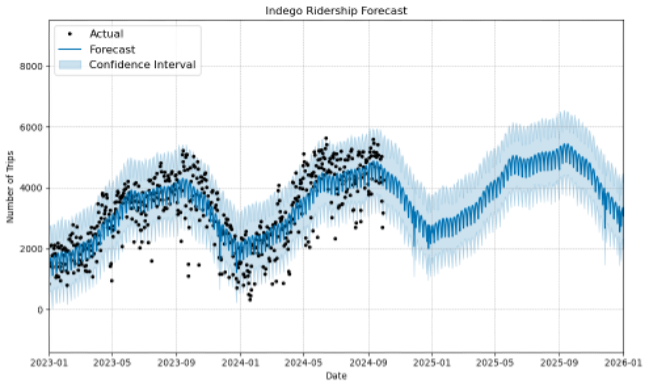 Indego Ridership Forecast
Actual
Forecast
Confidence Interval
Number of Trips
8000
6000
4000
2000
0
2023-01 2023-05 2023-09 2024-01 2024-05 2024-09 2025-01 2025-05 2025-09 2026-01
Date